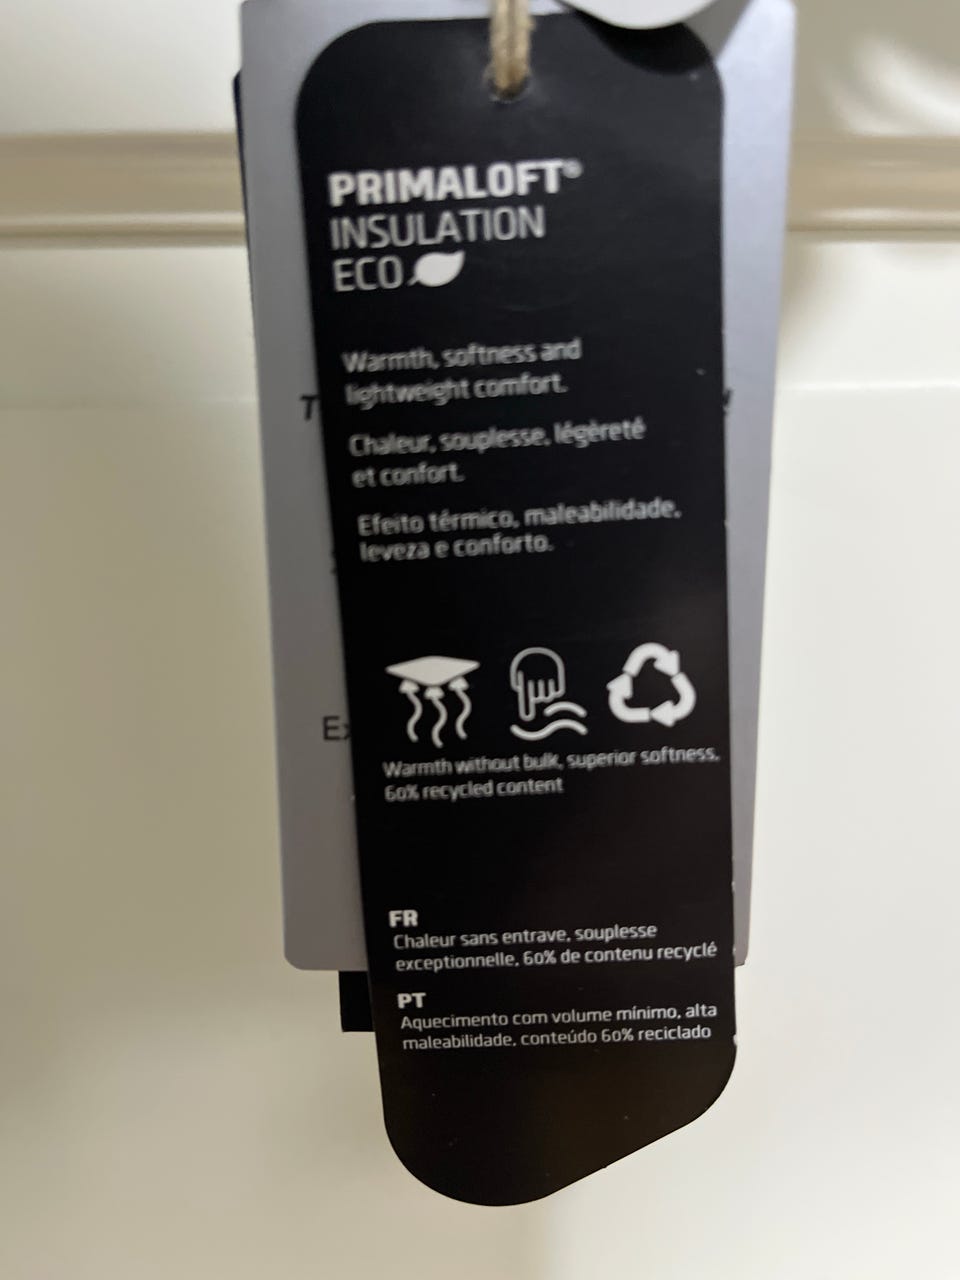 PRIMALOFT®
INSULATION
ECO
Warmth, softness and
lightweight comfort.
Chaleur, souplesse, légèreté
et confort.
Efeito térmico, maleabilidade,
leveza e conforto.
Warmth without bulk, superior softness,
60% recycled content
FR
Chaleur sans entrave, souplesse
exceptionnelle, 60% de contenu recyclé
PT
Aquecimento com volume mínimo, alta
maleabilidade, conteúdo 60% reciclado